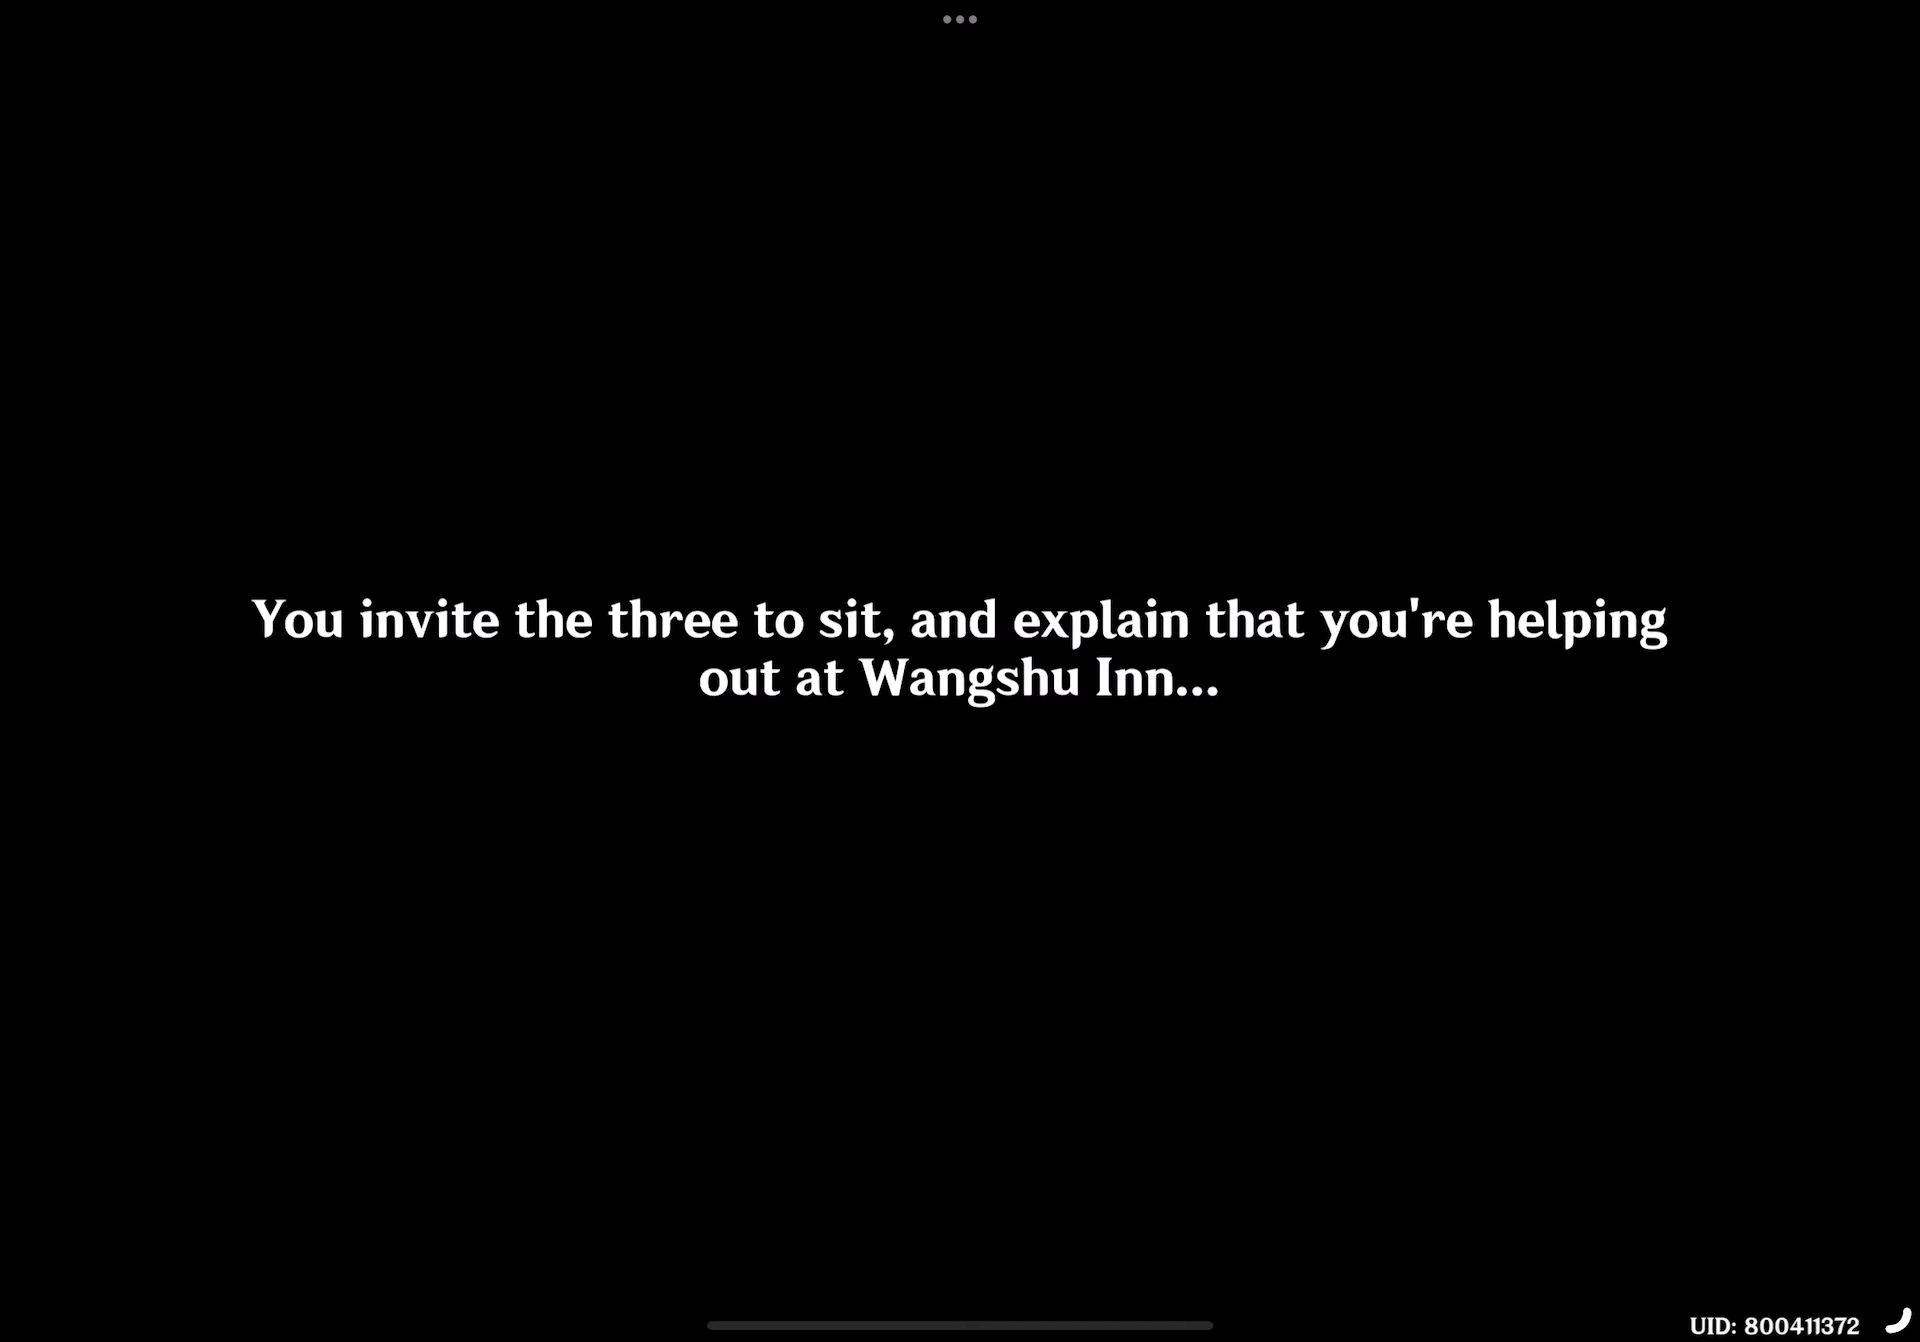 You invite the three to sit, and explain that you're helping
out at Wangshu Inn...
UID: 800411372